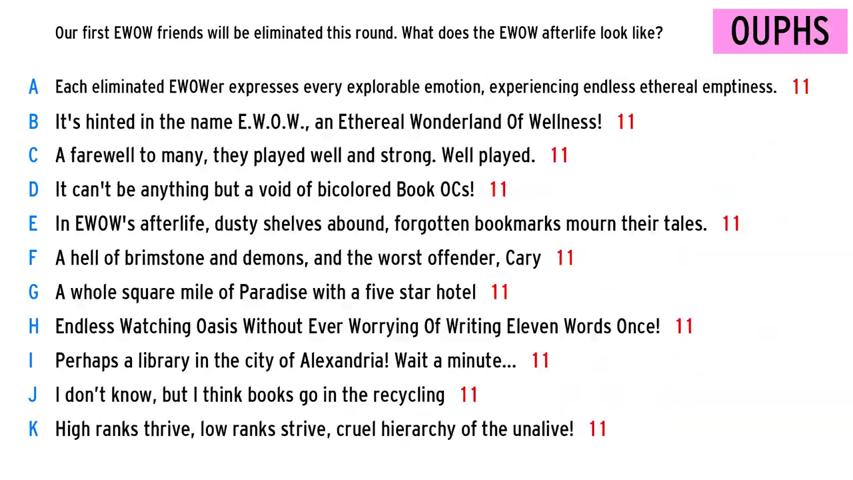 Our first EWOW friends will be eliminated this round. What does the EWOW afterlife look like?
OUPHS
A Each eliminated EWOWer expresses every explorable emotion, experiencing endless ethereal emptiness. 11
B It's hinted in the name E.W.O.W., an Ethereal Wonderland Of Wellness! 11
C A farewell to many, they played well and strong. Well played. 11
D It can't be anything but a void of bicolored Book OCs! 11
E In EWOW's afterlife, dusty shelves abound, forgotten bookmarks mourn their tales. 11
F A hell of brimstone and demons, and the worst offender, Cary 11
G A whole square mile of Paradise with a five star hotel 11
H Endless Watching Oasis Without Ever Worrying Of Writing Eleven Words Once! 11
I Perhaps a library in the city of Alexandria! Wait a minute... 11
J I don't know, but I think books go in the recycling 11
K High ranks thrive, low ranks strive, cruel hierarchy of the unalive! 11